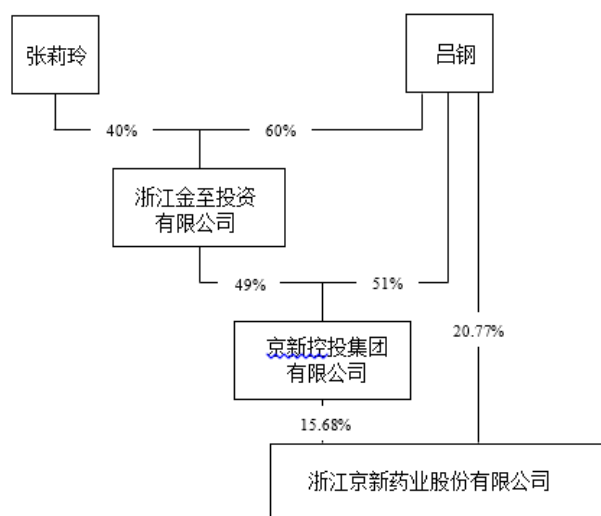 张莉玲
吕钢
40%
60%
浙江金至投资
有限公司
49%
51%
京新控投集团
有限公司
20.77%
15.68%
浙江京新药业股份有限公司